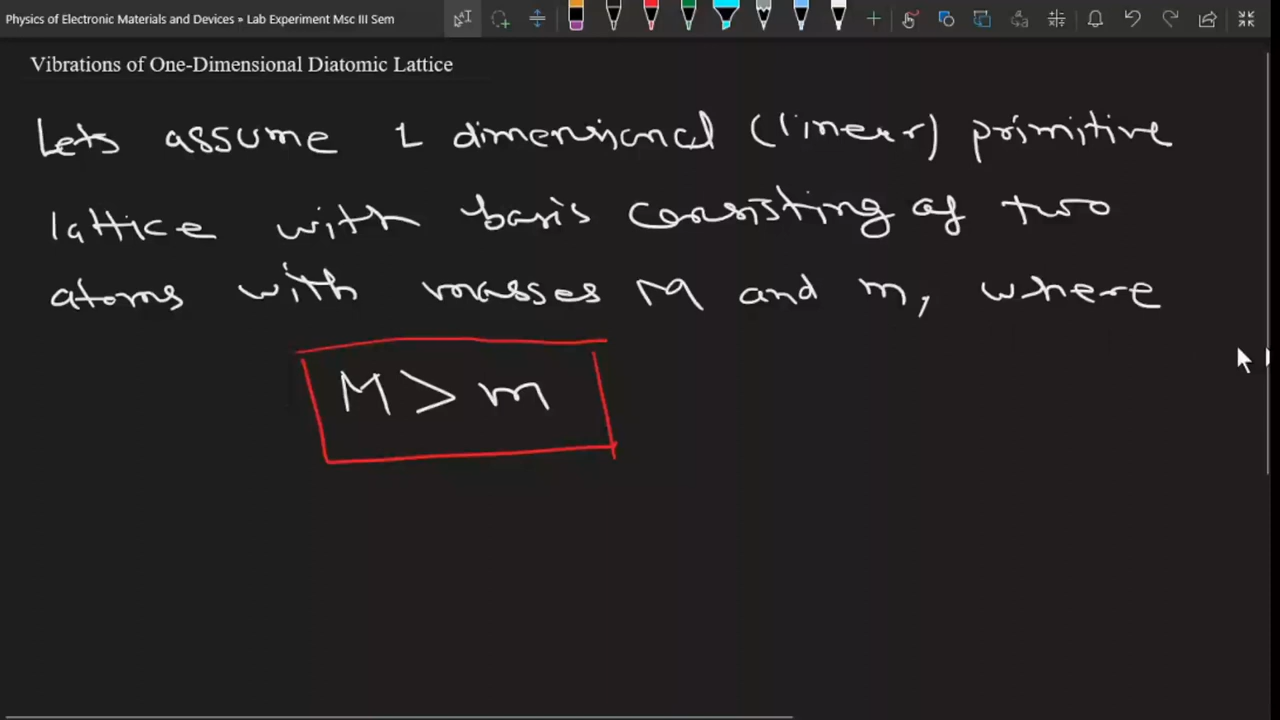 Physics of Electronic Materials and Devices » Lab Experiment Msc III Sem
Vibrations of One-Dimensional Diatomic Lattice
Lets assume 1 dimensional (linear) primitive
lattice with basis consisting of two
atoms with masses M and m, where
M > m